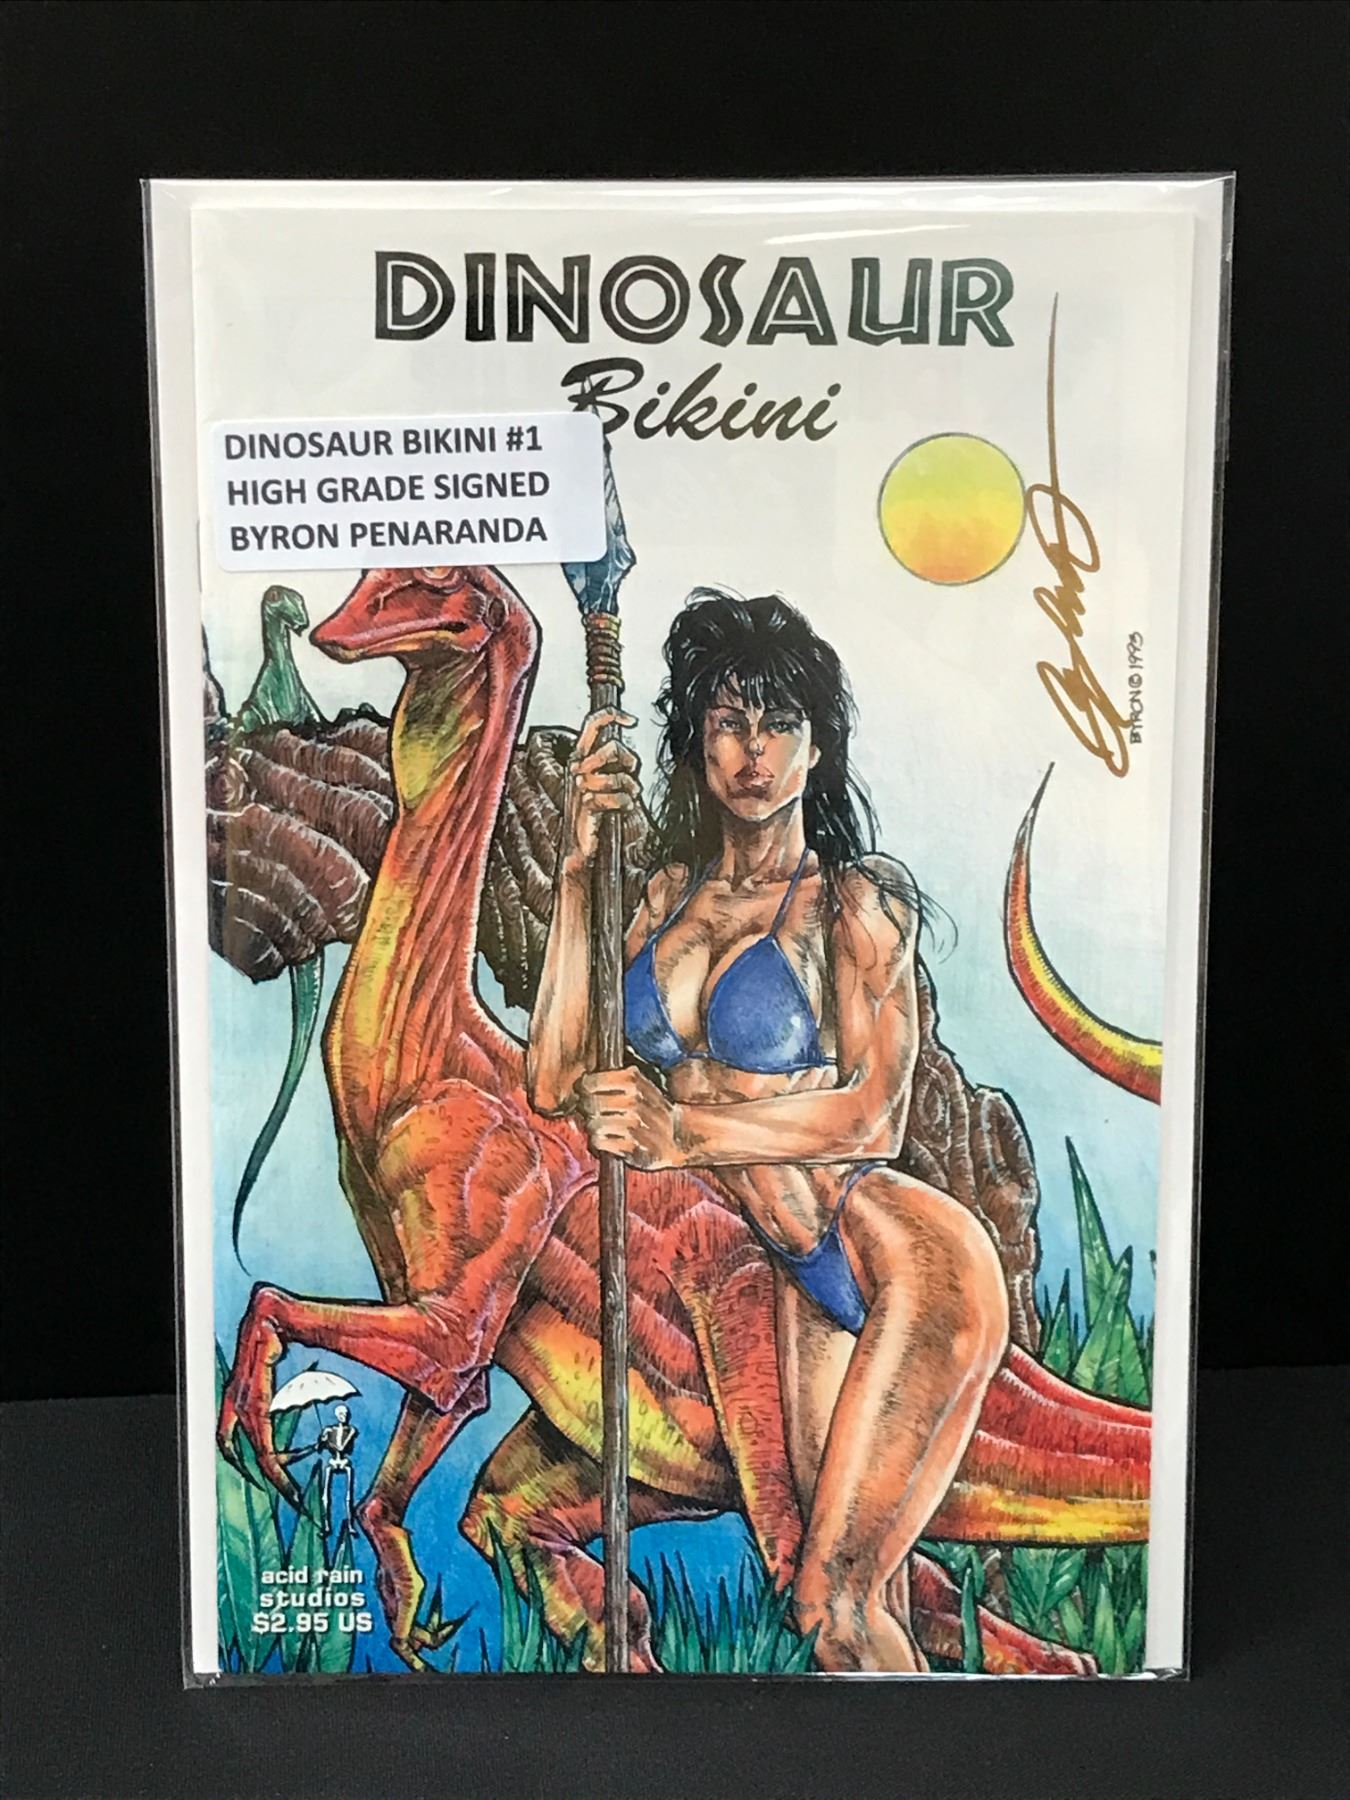 DINOSAUR
Bikini
DINOSAUR BIKINI #1
HIGH GRADE SIGNED
BYRON PENARANDA
BYRON © 1993
acid rain
studios
$2.95 US